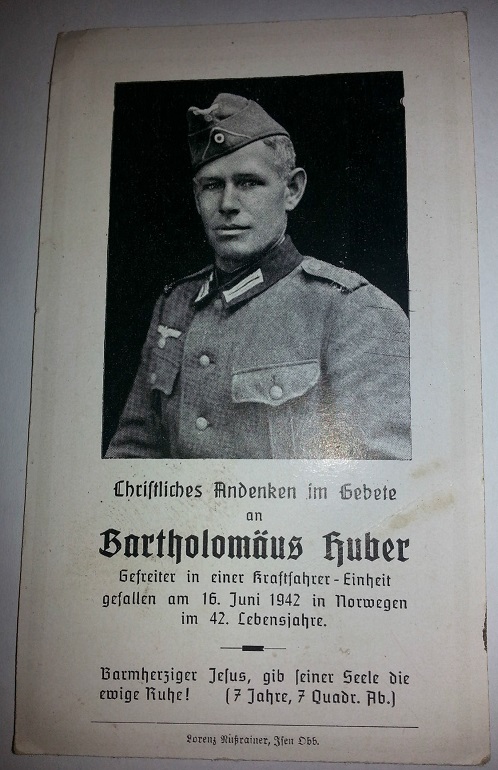 Christliches Andenken im Gebete
an
Bartholomäus Huber
Gefreiter in einer Kraftfahrer-Einheit
gefallen am 16. Juni 1942 in Norwegen
im 42. Lebensjahre.
Barmherziger Jesus, gib seiner Seele die
ewige Ruhe! (7 Jahre, 7 Quadr. Ab.)
Lorenz Nußrainer, Isen Obb.